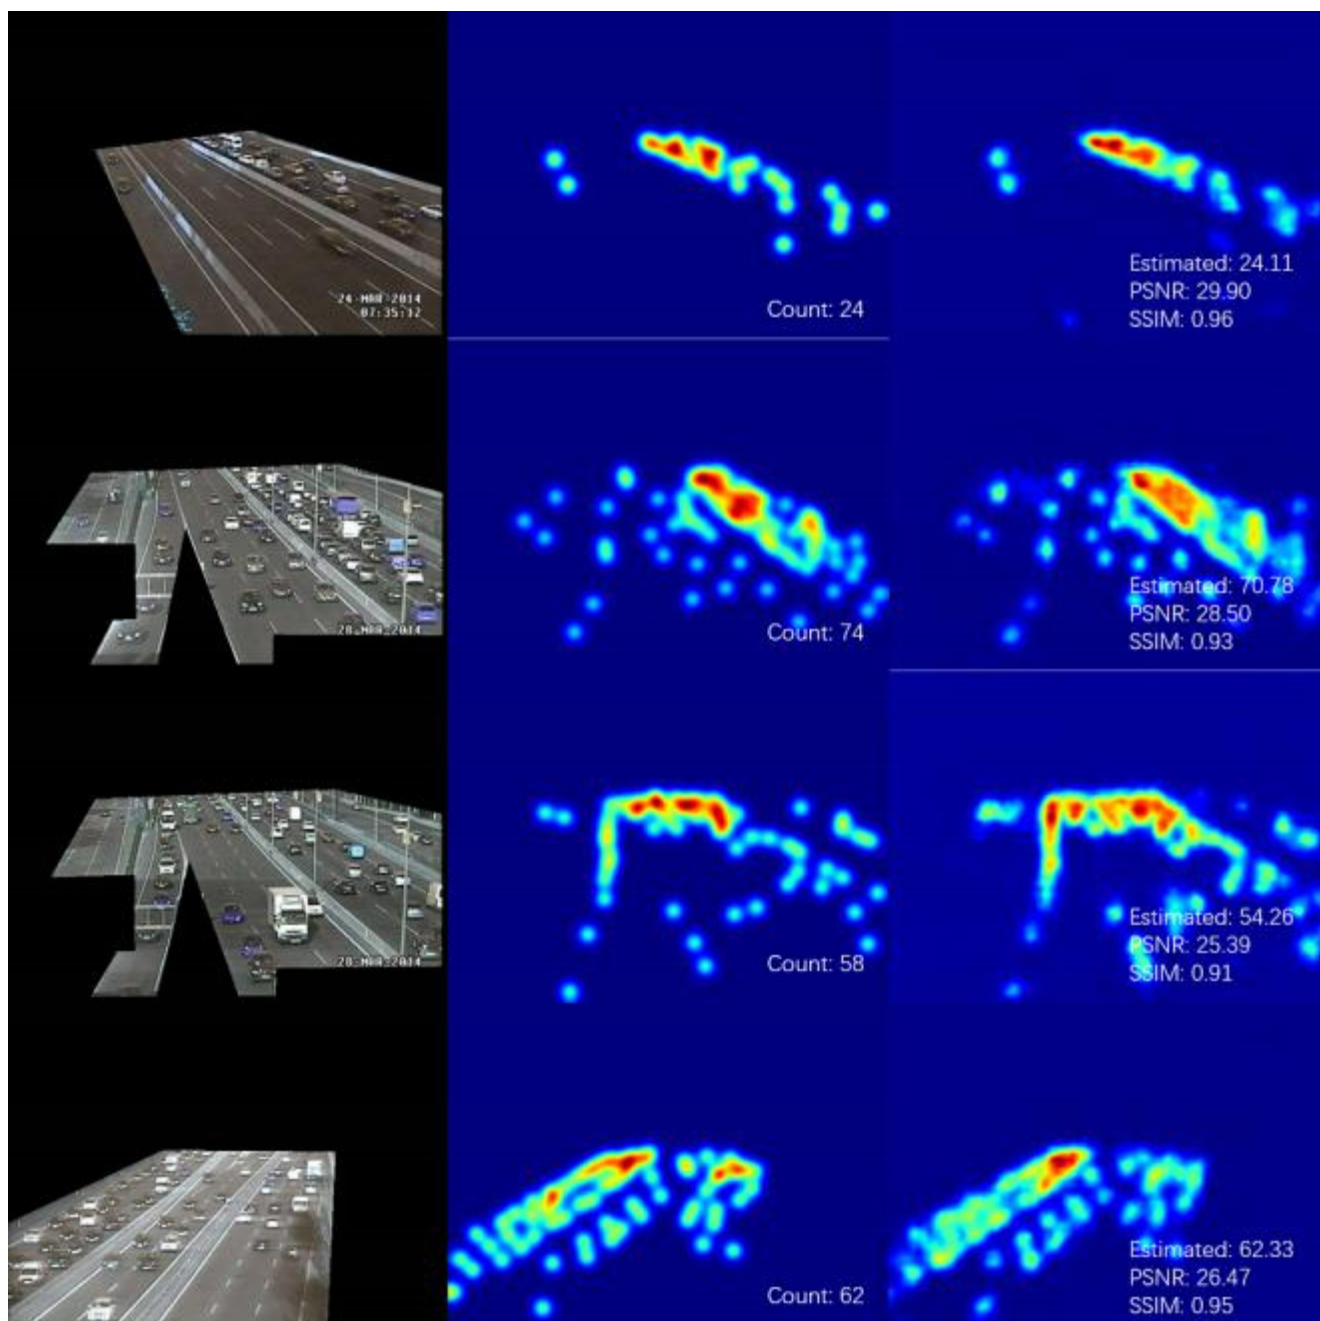 24-MAR-2014
07:35:12
Count: 24
Estimated: 24.11
PSNR: 29.90
SSIM: 0.96
28-MAR-2014
Count: 74
Estimated: 70.78
PSNR: 28.50
SSIM: 0.93
28-MAR-2014
Count: 58
Estimated: 54.26
PSNR: 25.39
SSIM: 0.91
Count: 62
Estimated: 62.33
PSNR: 26.47
SSIM: 0.95